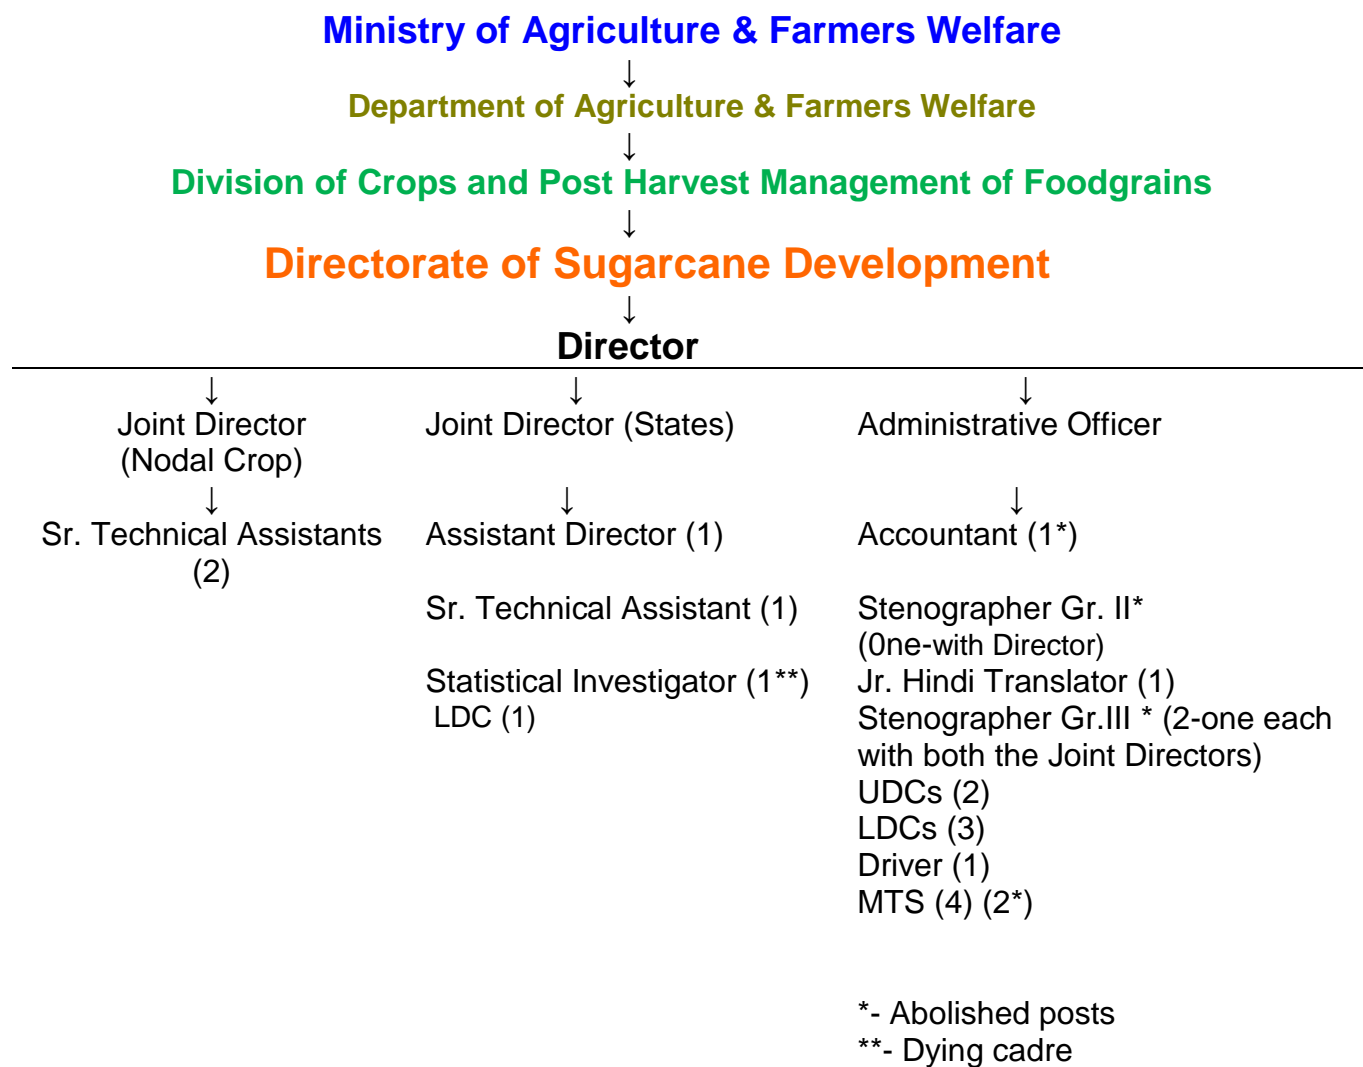 Ministry of Agriculture & Farmers Welfare
↓
Department of Agriculture & Farmers Welfare
↓
Division of Crops and Post Harvest Management of Foodgrains
↓
Directorate of Sugarcane Development
↓
Director
↓ ↓ ↓
Joint Director
(Nodal Crop)
↓
Sr. Technical Assistants
(2)
Joint Director (States)
↓
Assistant Director (1)
Sr. Technical Assistant (1)
Statistical Investigator (1**)
LDC (1)
Administrative Officer
↓
Accountant (1*)
Stenographer Gr. II*
(0ne-with Director)
Jr. Hindi Translator (1)
Stenographer Gr.III * (2-one each
with both the Joint Directors)
UDCs (2)
LDCs (3)
Driver (1)
MTS (4) (2*)
*- Abolished posts
**- Dying cadre